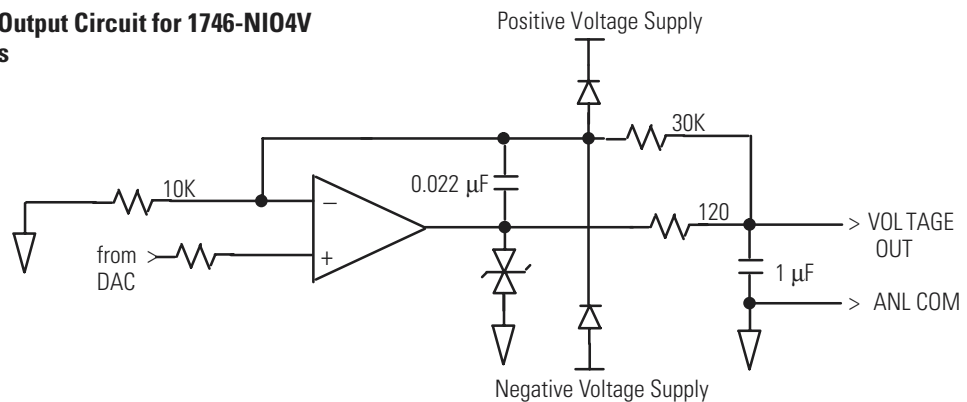 Output Circuit for 1746-NIO4V
s
Positive Voltage Supply
30K
10K
0.022 μF
−
120
> VOLTAGE
OUT
from >
DAC
+
1 μF
> ANL COM
Negative Voltage Supply